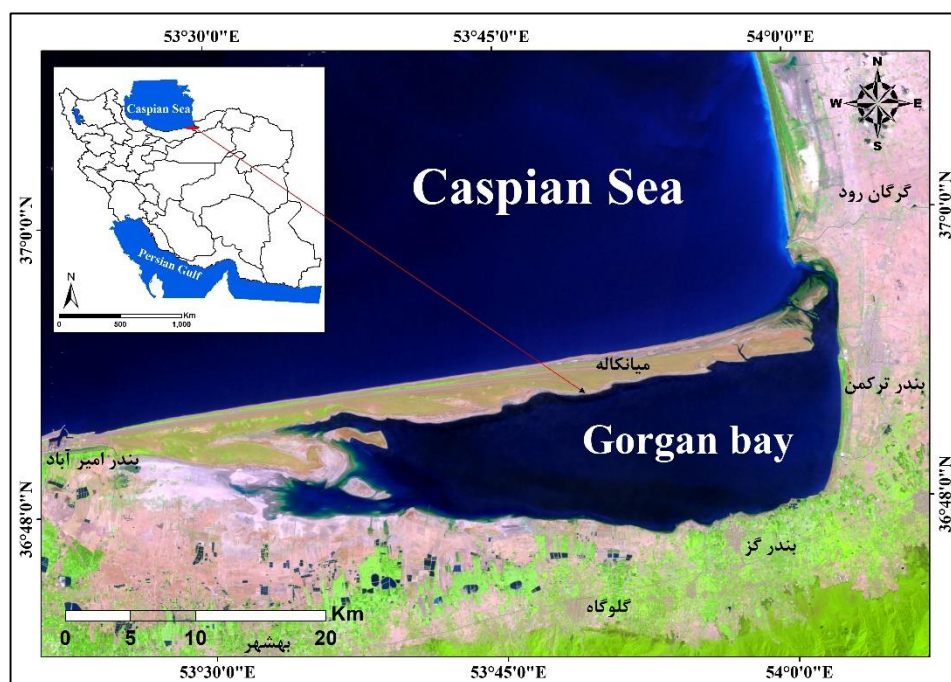 53°30'0"E
53°45'0"E
54°0'0"E
N
W
E
S
Caspian Sea
Persian Gulf
N
0
500
1,000
Km
Caspian Sea
37°0'0"N
37°0'0"N
گرگان رود
میانکاله
بندر ترکمن
Gorgan bay
بندر امیر آباد
36°48'0"N
36°48'0"N
بندر گز
گلوگاه
Km
0
5
10
20
بهشهر
53°30'0"E
53°45'0"E
54°0'0"E